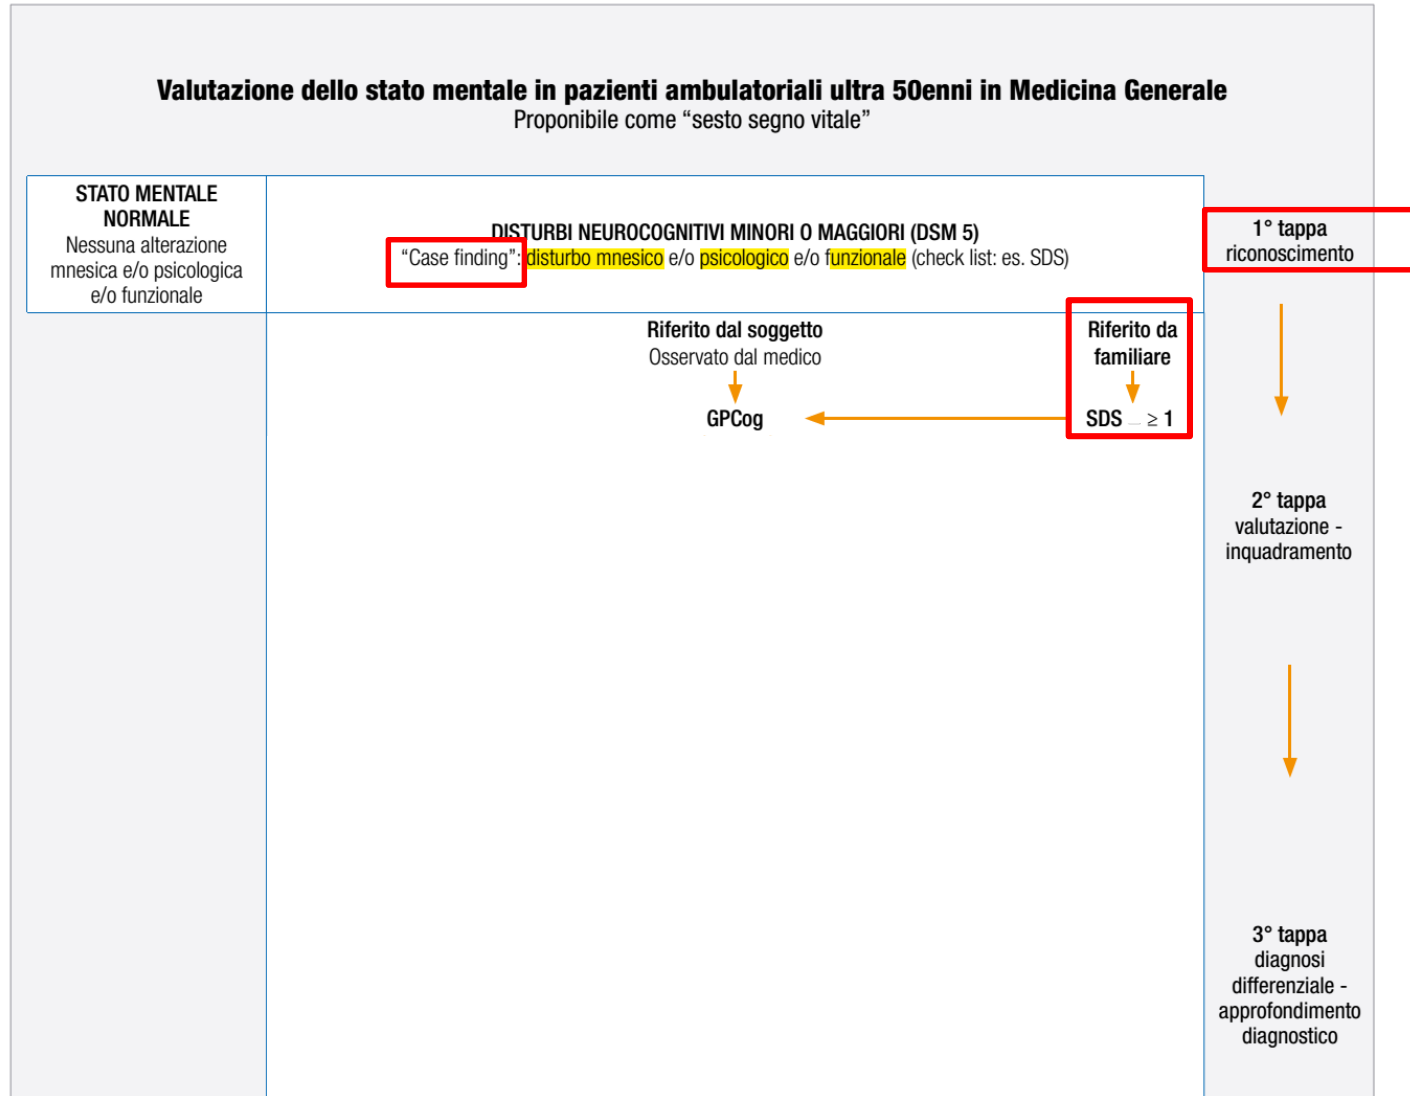 Valutazione dello stato mentale in pazienti ambulatoriali ultra 50enni in Medicina Generale
Proponibile come “sesto segno vitale”
STATO MENTALE
NORMALE
Nessuna alterazione
mnesica e/o psicologica
e/o funzionale
DISTURBI NEUROCOGNITIVI MINORI O MAGGIORI (DSM 5)
“Case finding”: disturbo mnesico e/o psicologico e/o funzionale (check list: es. SDS)
1° tappa
riconoscimento
Riferito dal soggetto
Osservato dal medico
GPCog
Riferito da
familiare
SDS ≥ 1
2° tappa
valutazione -
inquadramento
3° tappa
diagnosi
differenziale -
approfondimento
diagnostico